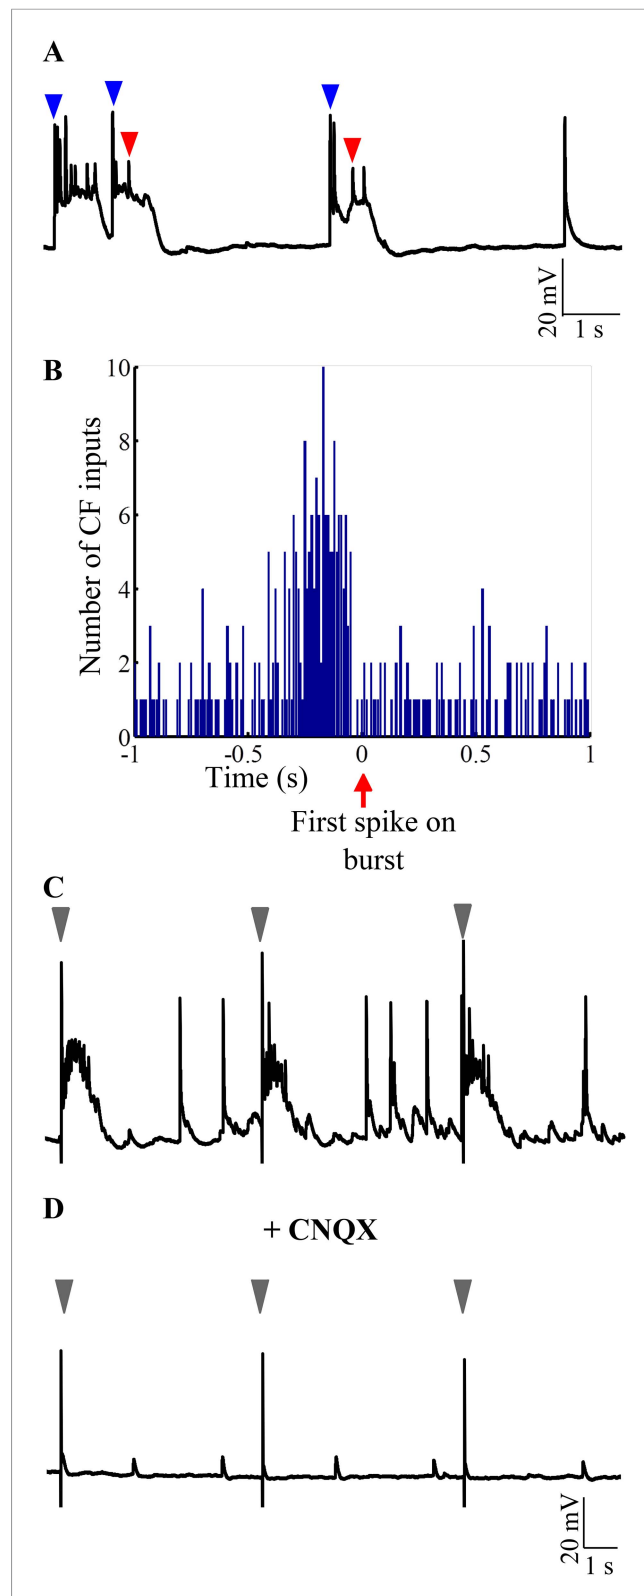 A
20 mV
1 s
B
Number of CF inputs
10
8
6
4
2
0
-1
-0.5
0
0.5
1
Time (s)
First spike on
burst
C
D
+ CNQX
20 mV
1 s